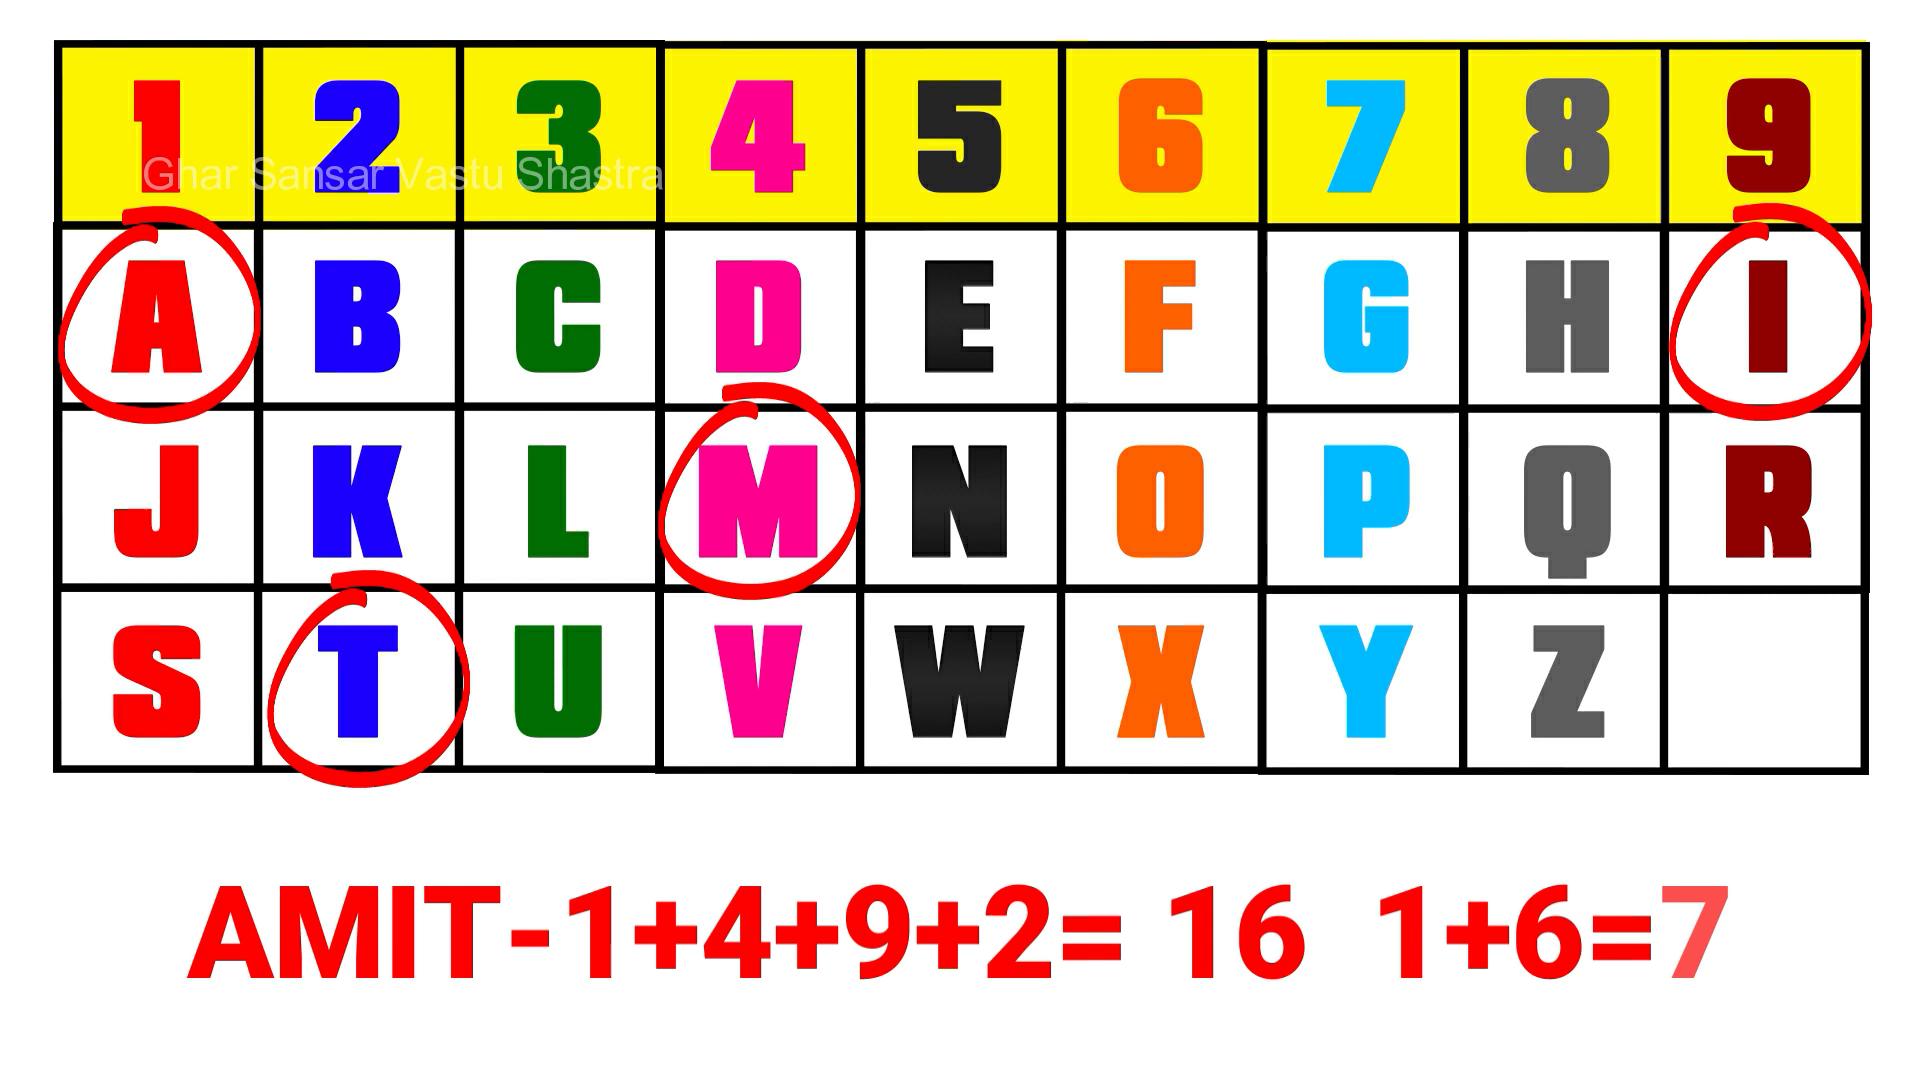 1 2 3 4 5 6 7 8 9
Ghar Sansar Vastu Shastra
A B C D E F G H I
J K L M N O P Q R
S T U V W X Y Z
AMIT-1+4+9+2= 16 1+6=7